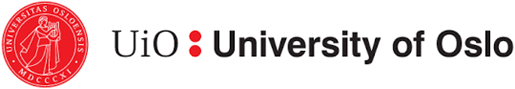 UNIVERSITAS OSLOENSIS
MDCCCXI
UiO : University of Oslo